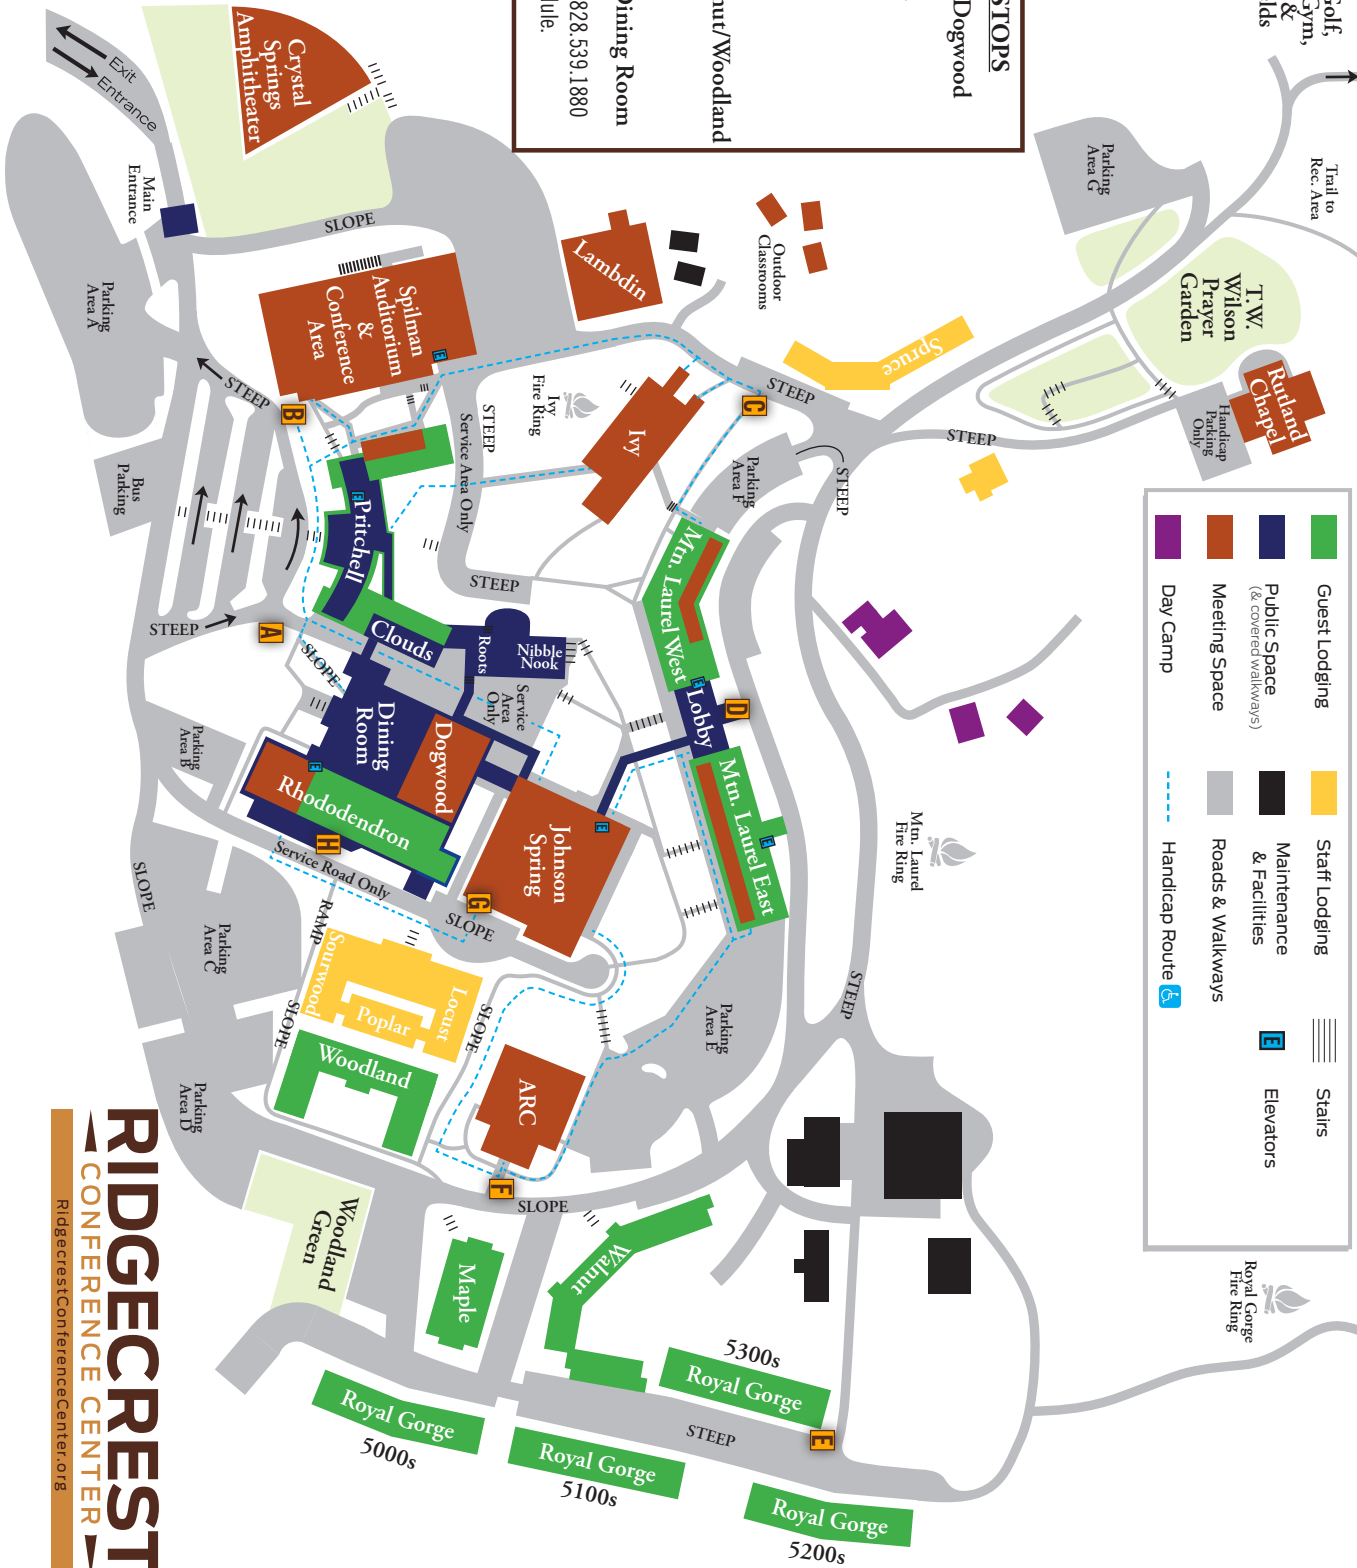 STOPS
Dogwood
nut/Woodland
Dining Room
828.539.1880
dule.
Golf,
Gym,
&
lds
Trail to
Rec. Area
Parking
Area G
T.W.
Wilson
Prayer
Garden
Rutland
Chapel
Handicap
Parking
Only
STEEP
Crystal
Springs
Amphitheater
Exit
Entrance
Main
Entrance
SLOPE
Parking
Area A
Lambdin
Outdoor
Classrooms
Spruce
Spilman
Auditorium
&
Conference
Area
E
STEEP
B
Bus
Parking
Ivy
Fire Ring
STEEP
Service Area Only
Ivy
C
STEEP
Parking
Area F
STEEP
Pritchell
E
STEEP
STEEP
A
SLOPE
Clouds
Roots
Nibble
Nook
Service
Area
Only
Mtn. Laurel West
E
Lobby
D
Mtn. Laurel East
E
Dining
Room
Dogwood
Rhododendron
E
H
Service Road Only
Johnson
Spring
E
G
SLOPE
Parking
Area B
SLOPE
Parking
Area C
RAMP
Sourwood
Poplar
Locust
SLOPE
SLOPE
Woodland
Parking
Area D
ARC
F
SLOPE
Parking
Area E
STEEP
Mtn. Laurel
Fire Ring
Guest Lodging
Public Space
(& covered walkways)
Meeting Space
Day Camp
Staff Lodging
Maintenance
& Facilities
Roads & Walkways
Handicap Route
Stairs
E
Elevators
Royal Gorge
Fire Ring
Woodland
Green
Maple
Walnut
5300s
Royal Gorge
STEEP
E
Royal Gorge
5000s
Royal Gorge
5100s
Royal Gorge
5200s
RIDGECREST
CONFERENCE CENTER
RidgecrestConferenceCenter.org